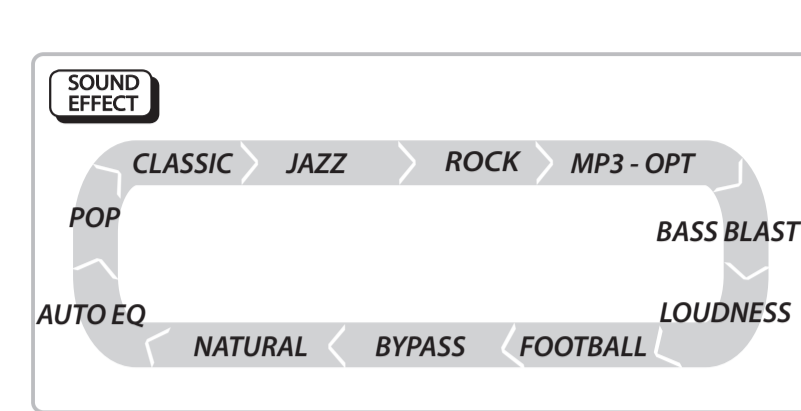 SOUND
EFFECT
CLASSIC JAZZ ROCK MP3 - OPT
POP
BASS BLAST
AUTO EQ
LOUDNESS
NATURAL BYPASS FOOTBALL